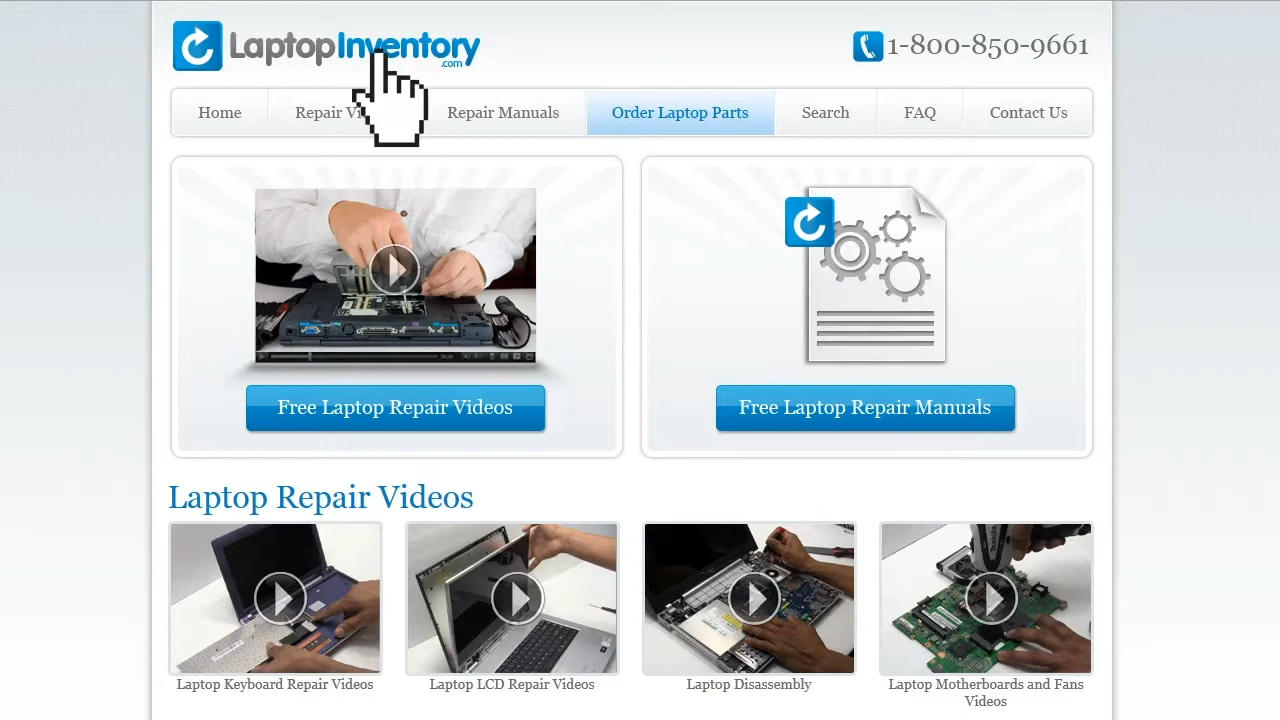 LaptopInventory
.com
1-800-850-9661
Home
Repair Vi
Repair Manuals
Order Laptop Parts
Search
FAQ
Contact Us
Free Laptop Repair Videos
Free Laptop Repair Manuals
Laptop Repair Videos
Laptop Keyboard Repair Videos
Laptop LCD Repair Videos
Laptop Disassembly
Laptop Motherboards and Fans
Videos